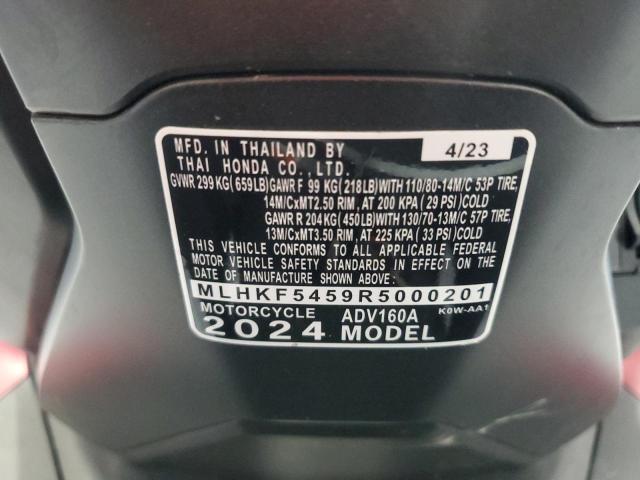 MFD. IN THAILAND BY 4/23
THAI HONDA CO., LTD.
GVWR 299 KG( 659LB)GAWR F 99 KG(218LB)WITH 110/80-14M/C 53P TIRE,
14M/CxMT2.50 RIM, AT 200 KPA (29 PSI)COLD
GAWR R 204 KG(450LB)WITH 130/70-13M/C 57P TIRE,
13M/CxMT3.50 RIM, AT 225 KPA ( 33 PSI)COLD
THIS VEHICLE CONFORMS TO ALL APPLICABLE FEDERAL
MOTOR VEHICLE SAFETY STANDARDS IN EFFECT ON THE
DATE OF MANUFACTURE SHOWN ABOVE.
MLHKF5459R5000201
MOTORCYCLE ADV160A K0W-AA1
2024 MODEL